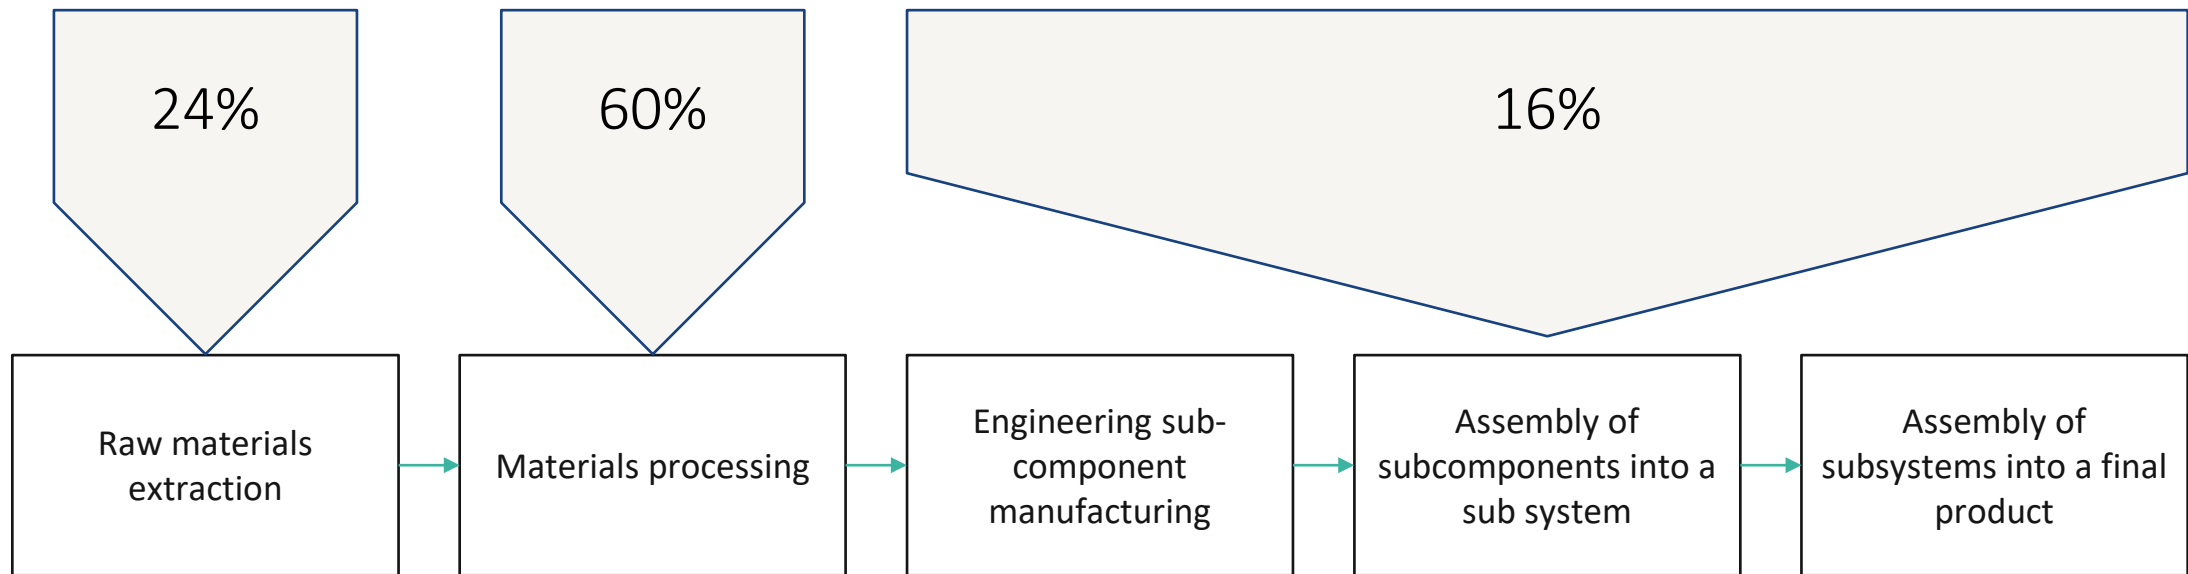 24%
60%
16%
Raw materials
extraction
Materials processing
Engineering sub-
component
manufacturing
Assembly of
subcomponents into a
sub system
Assembly of
subsystems into a final
product